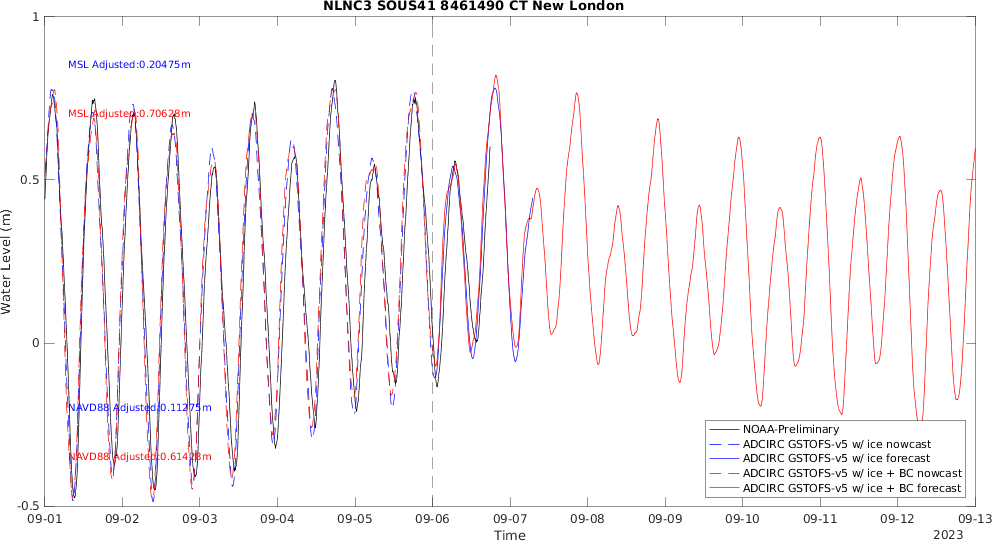 NLNC3 SOUS41 8461490 CT New London
1
MSL Adjusted:0.20475m
MSL Adjusted:0.70628m
0.5
Water Level (m)
0
NAVD88 Adjusted:0.11275m
NAVD88 Adjusted:0.61428m
NOAA-Preliminary
ADCIRC GSTOFS-v5 w/ ice nowcast
ADCIRC GSTOFS-v5 w/ ice forecast
ADCIRC GSTOFS-v5 w/ ice + BC nowcast
ADCIRC GSTOFS-v5 w/ ice + BC forecast
-0.5
09-01 09-02 09-03 09-04 09-05 09-06 09-07 09-08 09-09 09-10 09-11 09-12 09-13
Time
2023